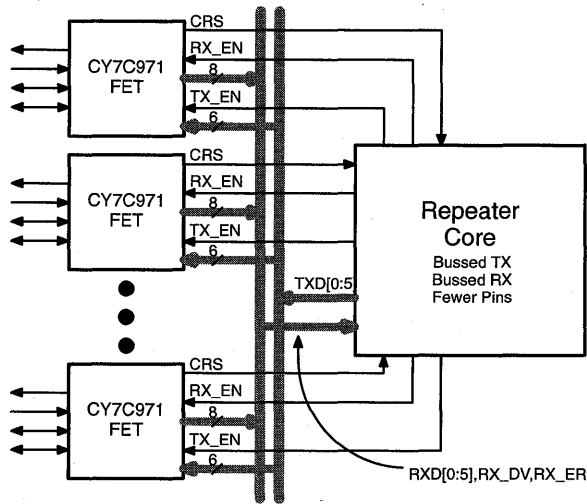 CRS
RX_EN
8
TX_EN
6
CY7C971
FET
CRS
RX_EN
8
TX_EN
6
CY7C971
FET
Repeater
Core
Bussed TX
Bussed RX
Fewer Pins
TXD[0:5]
CRS
RX_EN
8
TX_EN
6
CY7C971
FET
RXD[0:5],RX_DV,RX_ER